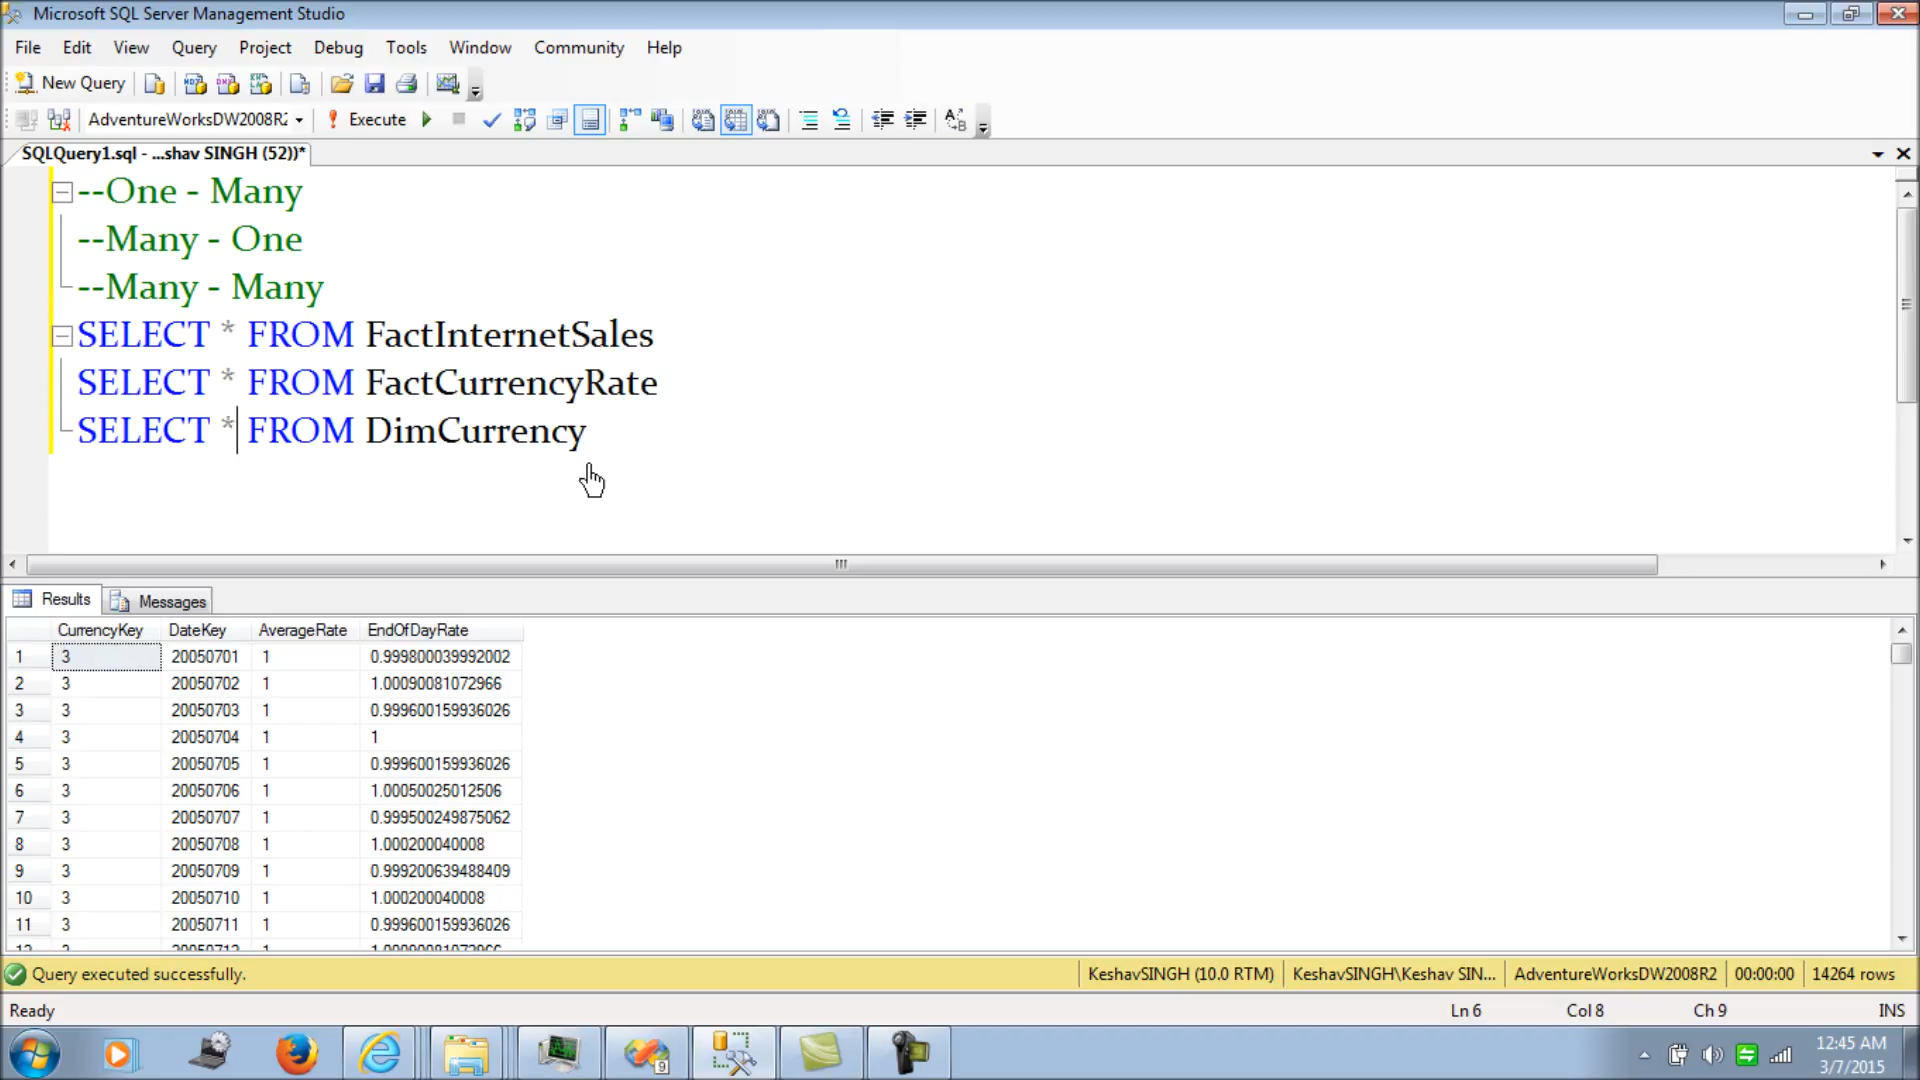 Microsoft SQL Server Management Studio
File Edit View Query Project Debug Tools Window Community Help
New Query
AdventureWorksDW2008R2 Execute
SQLQuery1.sql - ...shav SINGH (52))*
--One - Many
--Many - One
--Many - Many
SELECT * FROM FactInternetSales
SELECT * FROM FactCurrencyRate
SELECT * FROM DimCurrency
Results Messages
CurrencyKey DateKey AverageRate EndOfDayRate
1 3 20050701 1 0.999800039992002
2 3 20050702 1 1.00090081072966
3 3 20050703 1 0.999600159936026
4 3 20050704 1 1
5 3 20050705 1 0.999600159936026
6 3 20050706 1 1.00050025012506
7 3 20050707 1 0.999500249875062
8 3 20050708 1 1.000200040008
9 3 20050709 1 0.999200639488409
10 3 20050710 1 1.000200040008
11 3 20050711 1 0.999600159936026
12 3 20050712 1 1.00090081072966
Query executed successfully. KeshavSINGH (10.0 RTM) KeshavSINGH\Keshav SIN... AdventureWorksDW2008R2 00:00:00 14264 rows
Ready Ln 6 Col 8 Ch 9 INS
9
12:45 AM
3/7/2015